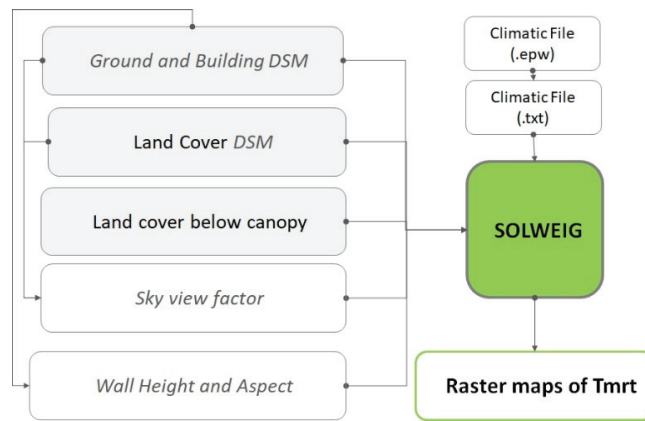 Ground and Building DSM
Land Cover DSM
Land cover below canopy
Sky view factor
Wall Height and Aspect
Climatic File
(.epw)
Climatic File
(.txt)
SOLWEIG
Raster maps of Tmrt